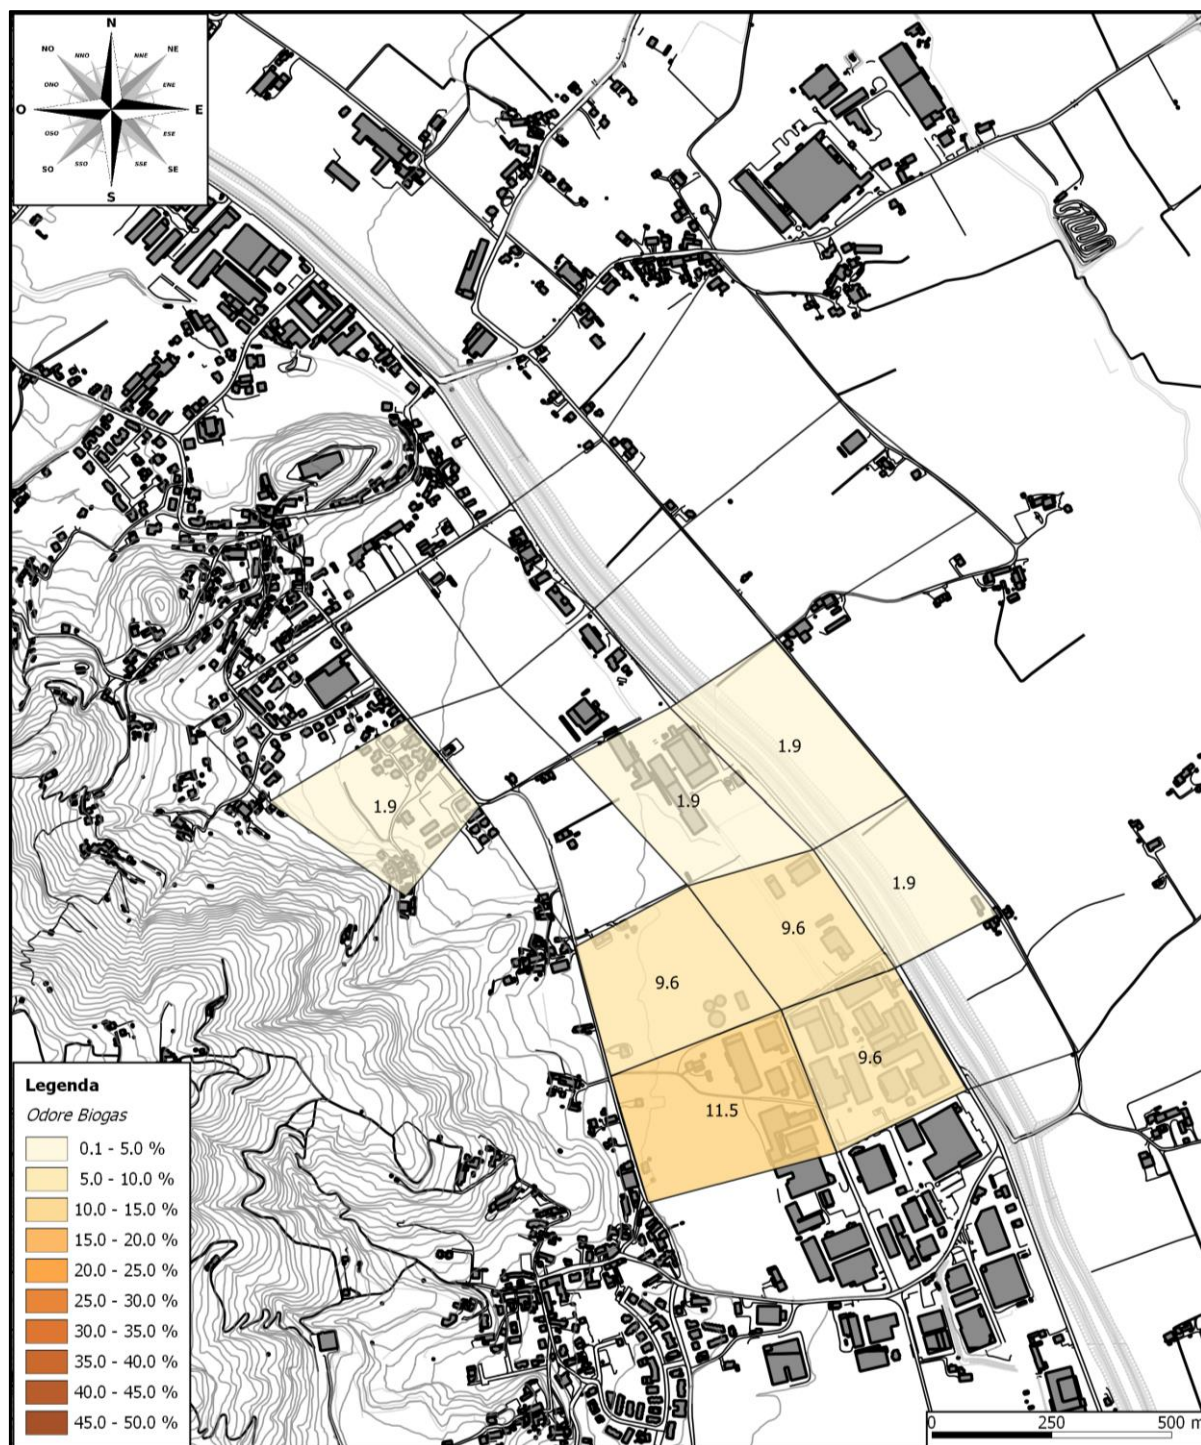 N
NO
NNO
NNE
NE
ONO
ENE
O
E
OSO
ESE
SO
SSO
SSE
SE
S
1.9
1.9
1.9
1.9
9.6
9.6
9.6
11.5
Legenda
Odore Biogas
0.1 - 5.0 %
5.0 - 10.0 %
10.0 - 15.0 %
15.0 - 20.0 %
20.0 - 25.0 %
25.0 - 30.0 %
30.0 - 35.0 %
35.0 - 40.0 %
40.0 - 45.0 %
45.0 - 50.0 %
0 250 500 m